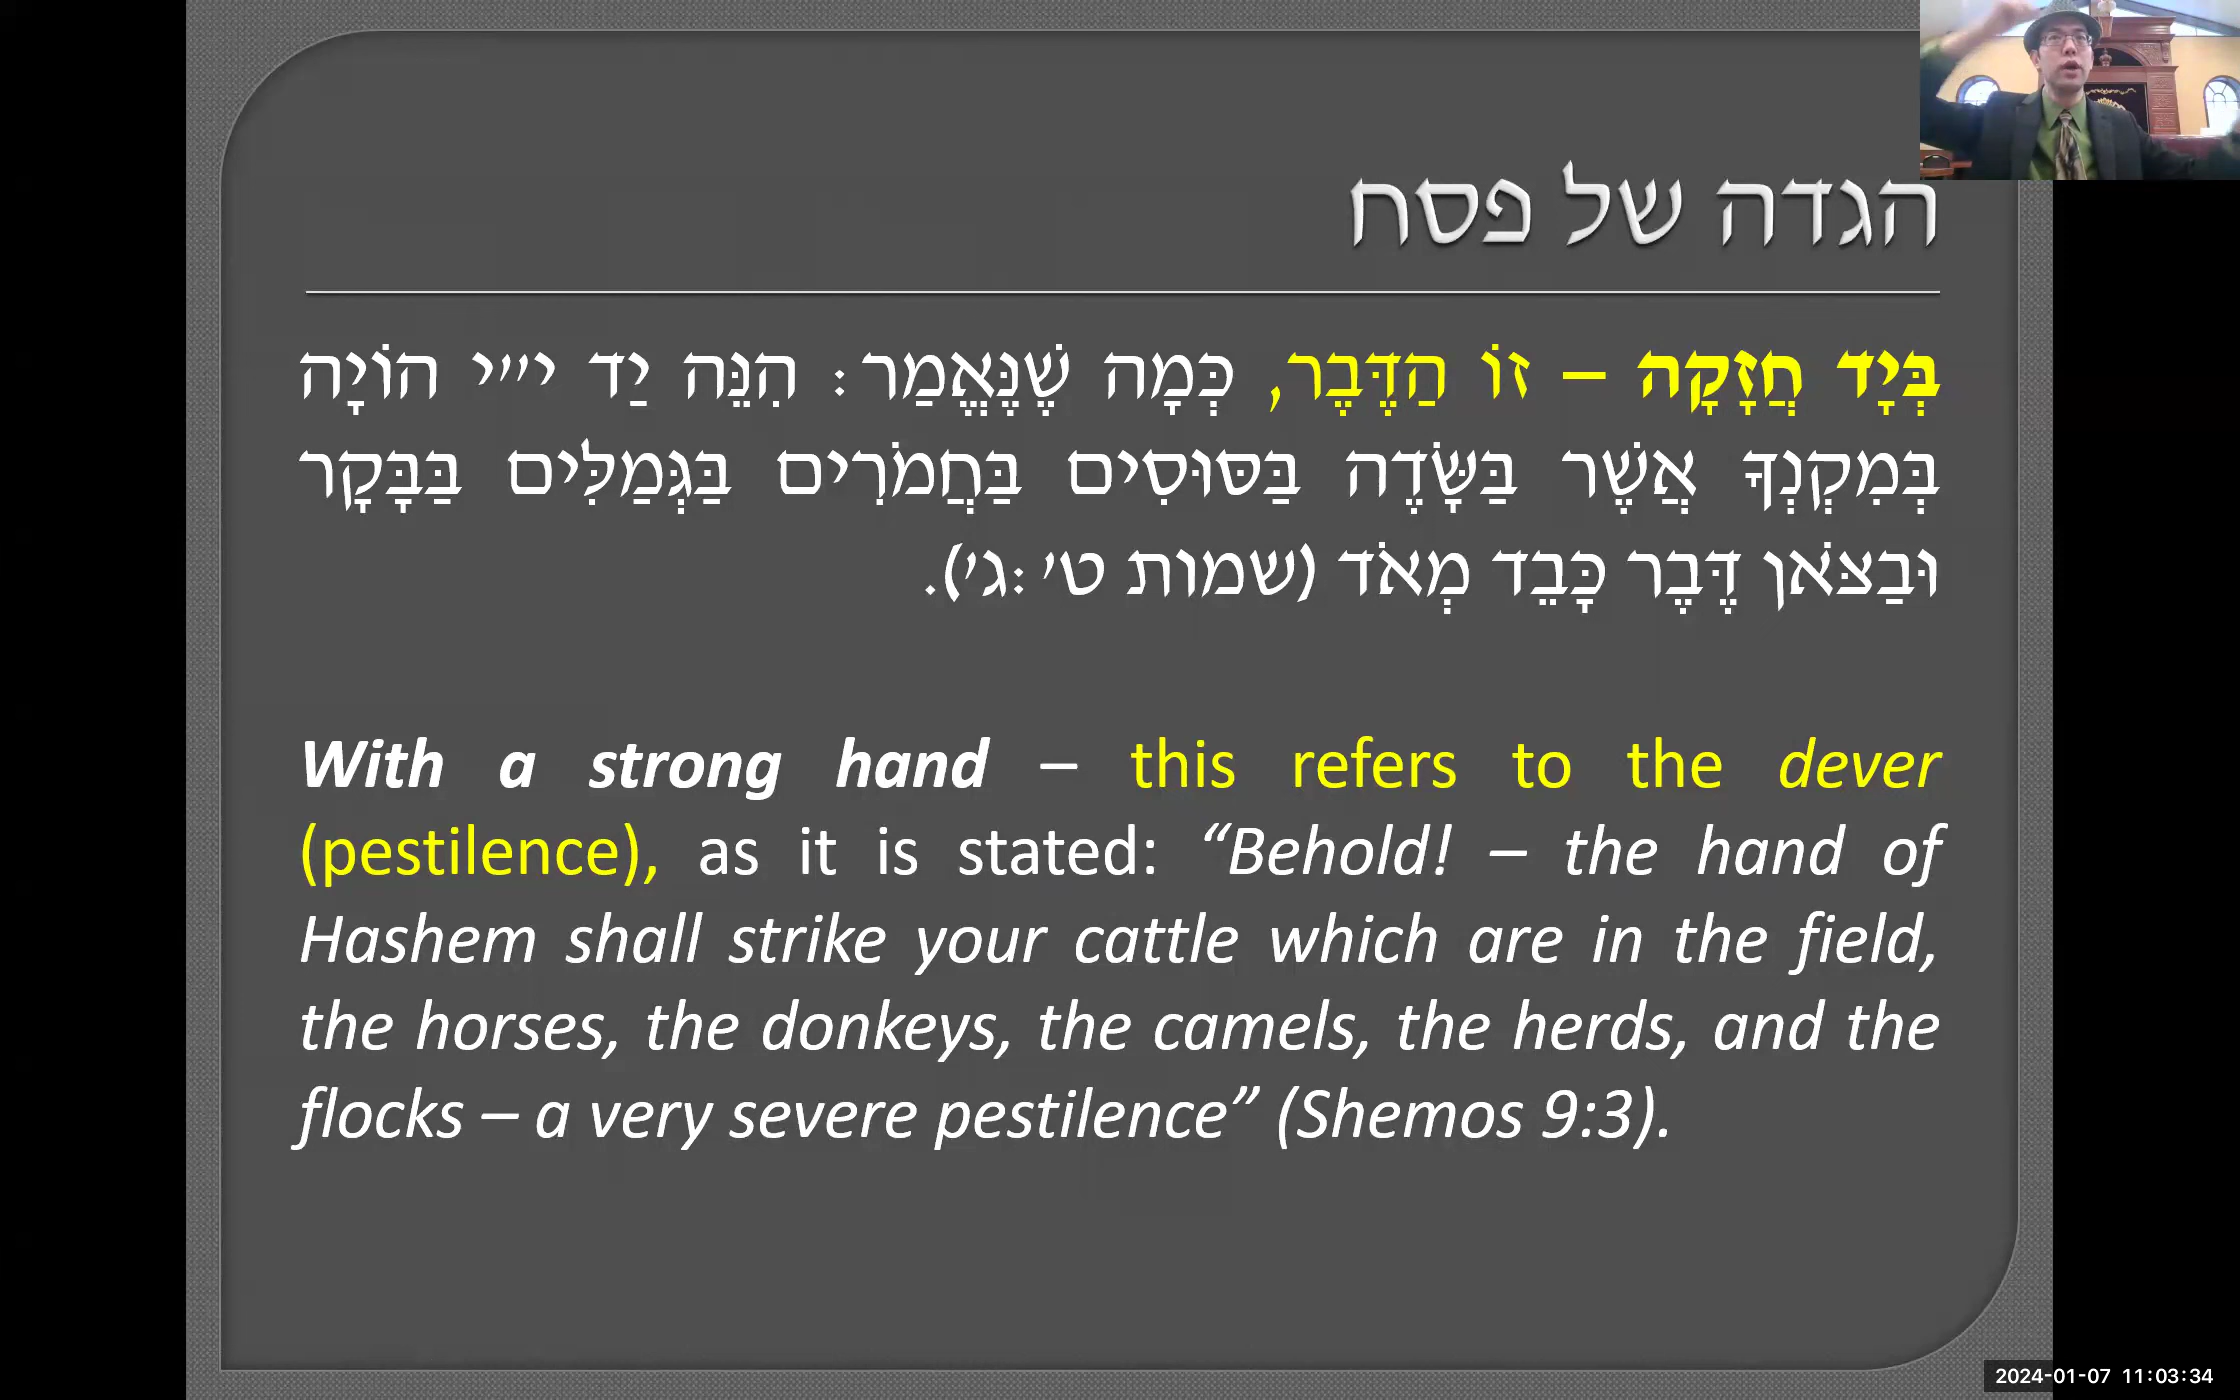 הגדה של פסח
בְּיָד חֲזָקָה – זוֹ הַדֶּבֶר, כְּמָה שֶׁנֶּאֱמַר: הִנֵּה יַד י״י הוֹיָה
בְּמִקְנְךָ אֲשֶׁר בַּשָּׂדֶה בַּסּוּסִים בַּחֲמֹרִים בַּגְּמַלִּים בַּבָּקָר
וּבַצֹּאן דֶּבֶר כָּבֵד מְאֹד (שמות ט׳:ג׳).
With a strong hand – this refers to the dever
(pestilence), as it is stated: “Behold! – the hand of
Hashem shall strike your cattle which are in the field,
the horses, the donkeys, the camels, the herds, and the
flocks – a very severe pestilence” (Shemos 9:3).
2024-01-07 11:03:34